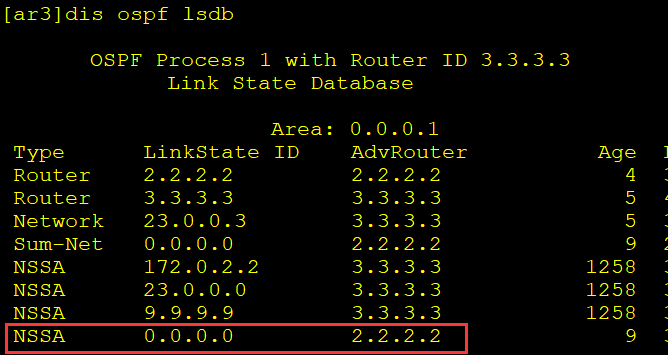 [ar3]dis ospf lsdb
OSPF Process 1 with Router ID 3.3.3.3
Link State Database
Area: 0.0.0.1
Type LinkState ID AdvRouter Age
Router 2.2.2.2 2.2.2.2 4
Router 3.3.3.3 3.3.3.3 5
Network 23.0.0.3 3.3.3.3 5
Sum-Net 0.0.0.0 2.2.2.2 9
NSSA 172.0.2.2 3.3.3.3 1258
NSSA 23.0.0.0 3.3.3.3 1258
NSSA 9.9.9.9 3.3.3.3 1258
NSSA 0.0.0.0 2.2.2.2 9